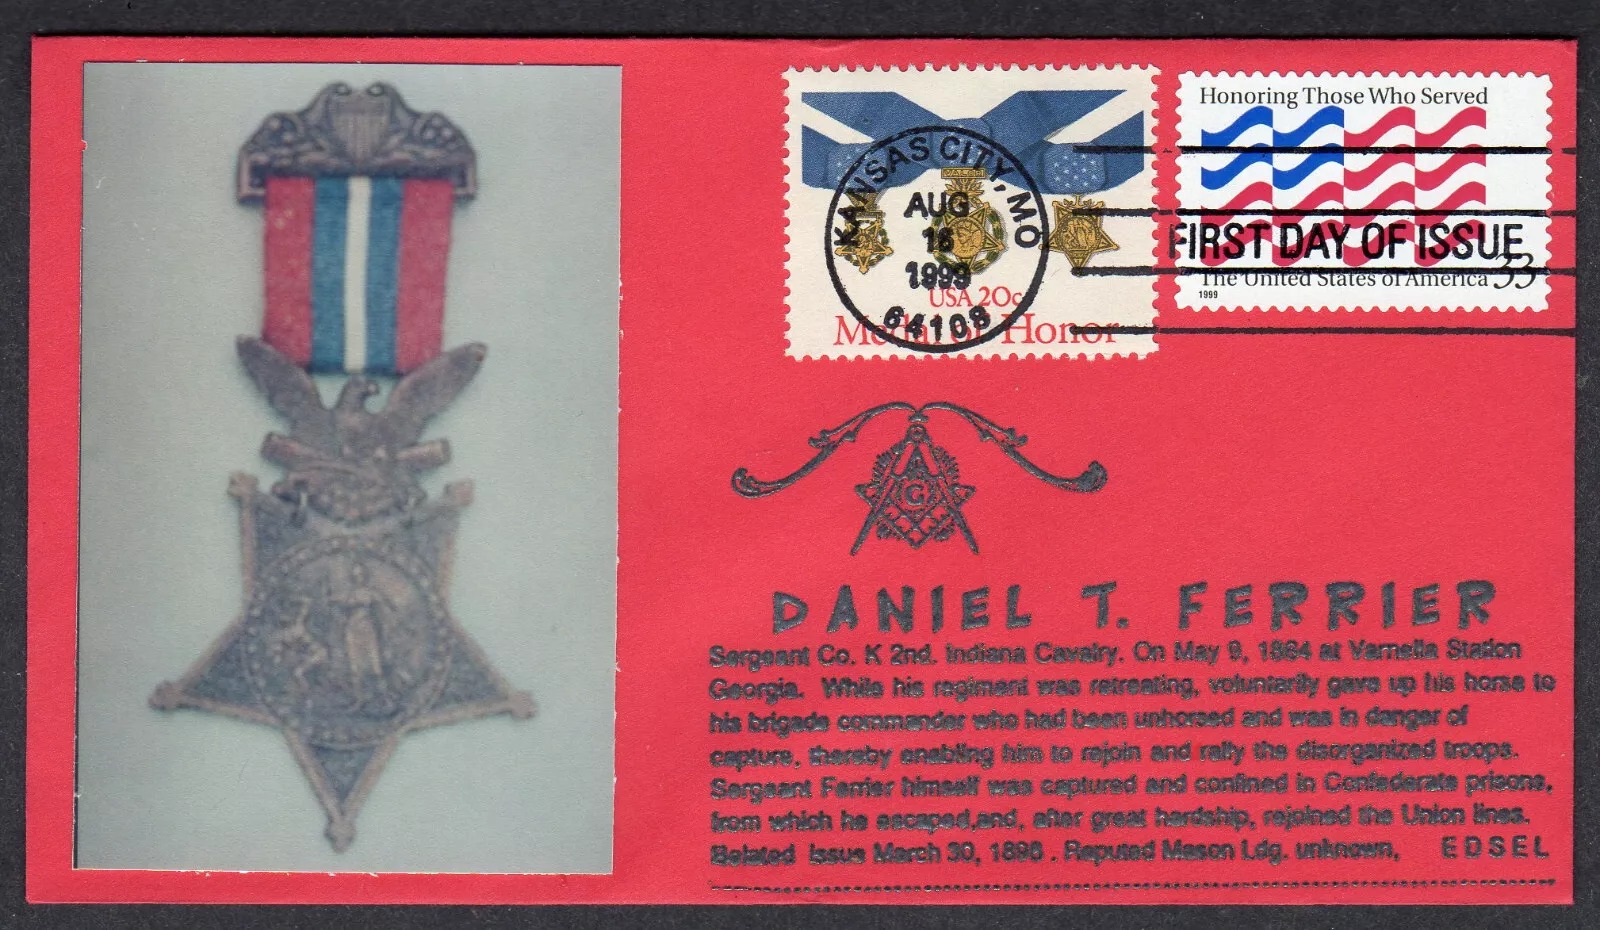 Honoring Those Who Served
VALOR
KANSAS CITY, MO
AUG
16
1999
64108
USA 20c
Medal of Honor
FIRST DAY OF ISSUE
The United States of America 33
1999
G
DANIEL T. FERRIER
Sergeant Co. K 2nd. Indiana Cavalry. On May 9, 1864 at Varnella Station
Georgia. While his regiment was retreating, voluntarily gave up his horse to
his brigade commander who had been unhorsed and was in danger of
capture, thereby enabling him to rejoin and rally the disorganized troops.
Sergeant Ferrier himself was captured and confined in Confederate prisons,
from which he escaped,and, after great hardship, rejoined the Union lines.
Belated Issue March 30, 1898 . Reputed Mason Ldg. unknown, EDSEL